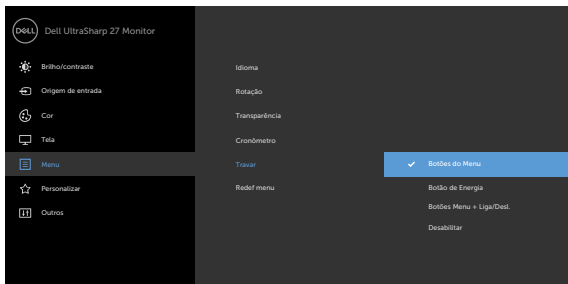 DELL
Dell UltraSharp 27 Monitor
Brilho/contraste
Origem de entrada
Cor
Tela
Menu
Personalizar
Outros
Idioma
Rotação
Transparência
Cronômetro
Travar
Redef menu
Botões do Menu
Botão de Energia
Botões Menu + Liga/Desl.
Desabilitar